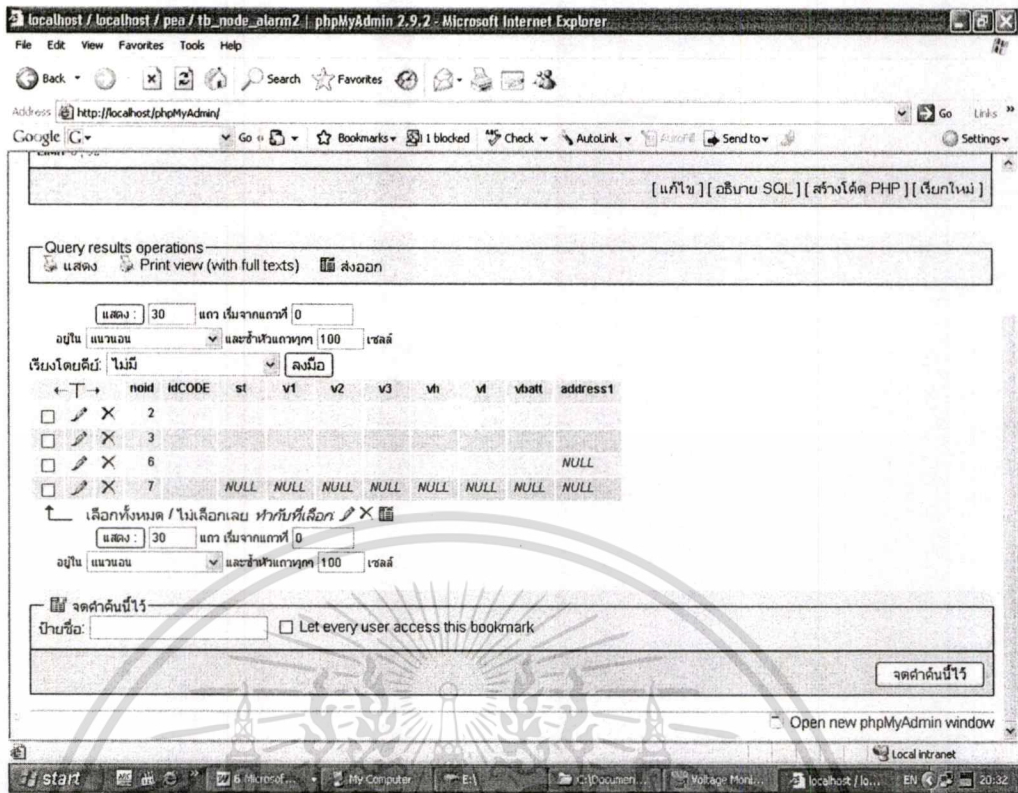 localhost / localhost / pea / tb_node_alarm2 | phpMyAdmin 2.9.2 - Microsoft Internet Explorer
File Edit View Favorites Tools Help
Back Search Favorites
Address http://localhost/phpMyAdmin/ Go Links »
Google G Go Bookmarks 1 blocked Check AutoLink AutoFill Send to Settings
[ แก้ไข ] [ อธิบาย SQL ] [ สร้างโค้ด PHP ] [ เรียกใหม่ ]
Query results operations
แสดง Print view (with full texts) ส่งออก
แสดง : 30 แถว เริ่มจากแถวที่ 0
อยู่ใน แนวนอน และซ้ำหัวแถวทุกๆ 100 เซลล์
เรียงโดยคีย์: ไม่มี ลงมือ
←T→ noid idCODE st v1 v2 v3 vh vl vbatt address1
2
3
6 NULL
7 NULL NULL NULL NULL NULL NULL NULL NULL
เลือกทั้งหมด / ไม่เลือกเลย ทำกับที่เลือก:
แสดง : 30 แถว เริ่มจากแถวที่ 0
อยู่ใน แนวนอน และซ้ำหัวแถวทุกๆ 100 เซลล์
จดคำค้นนี้ไว้
ป้ายชื่อ: Let every user access this bookmark
จดคำค้นนี้ไว้
Open new phpMyAdmin window
Local intranet
start 6 Microsof... My Computer E:\ C:\Documen... Voltage Moni... localhost / lo... EN 20:32